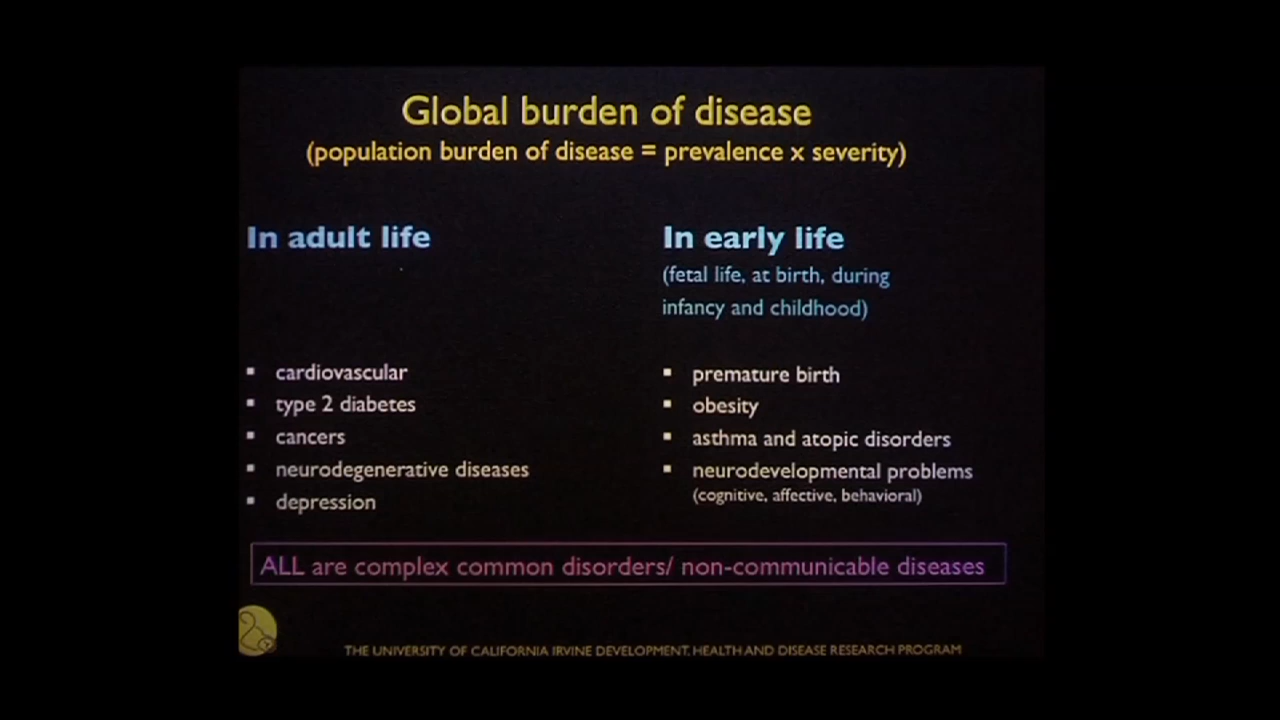 Global burden of disease
(population burden of disease = prevalence x severity)
In adult life
cardiovascular
type 2 diabetes
cancers
neurodegenerative diseases
depression
In early life
(fetal life, at birth, during
infancy and childhood)
premature birth
obesity
asthma and atopic disorders
neurodevelopmental problems
(cognitive, affective, behavioral)
ALL are complex common disorders/ non-communicable diseases
THE UNIVERSITY OF CALIFORNIA IRVINE DEVELOPMENT, HEALTH AND DISEASE RESEARCH PROGRAM